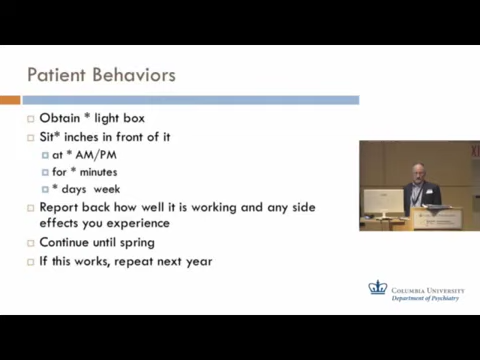 Patient Behaviors
Obtain * light box
Sit* inches in front of it
at * AM/PM
for * minutes
* days week
Report back how well it is working and any side
effects you experience
Continue until spring
If this works, repeat next year
COLUMBIA UNIVERSITY
Department of Psychiatry